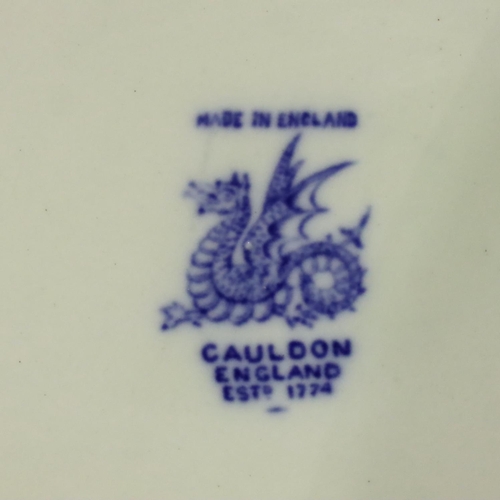 MADE IN ENGLAND
CAULDON
ENGLAND
ESTD 1774